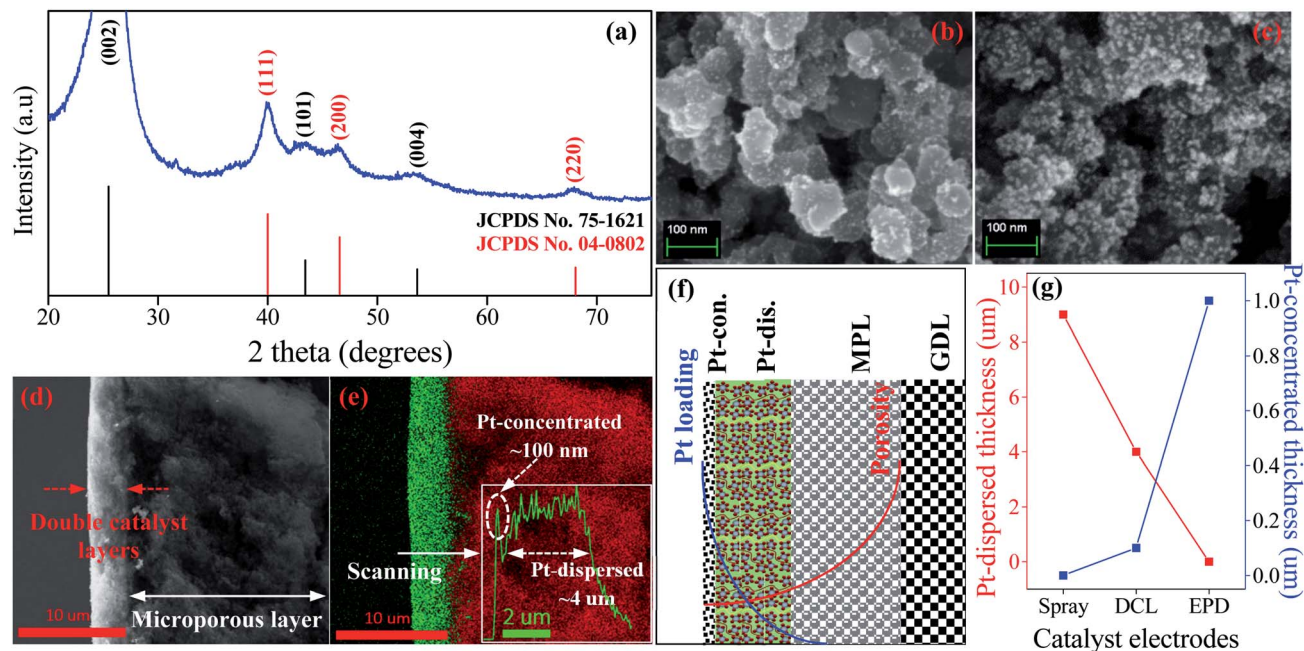 (a)
(002)
(111)
(101)
(200)
(004)
(220)
Intensity (a.u)
JCPDS No. 75-1621
JCPDS No. 04-0802
20 30 40 50 60 70
2 theta (degrees)
(b)
100 nm
(c)
100 nm
(d)
Double catalyst
layers
Microporous layer
10 um
(e)
Pt-concentrated
~100 nm
Scanning
Pt-dispersed
~4 um
10 um
2 um
(f)
Pt loading
Pt-con.
Pt-dis.
MPL
GDL
Porosity
(g)
Pt-dispersed thickness (um)
10
8
6
4
2
0
Pt-concentrated thickness (um)
1.0
0.8
0.6
0.4
0.2
0.0
Spray DCL EPD
Catalyst electrodes